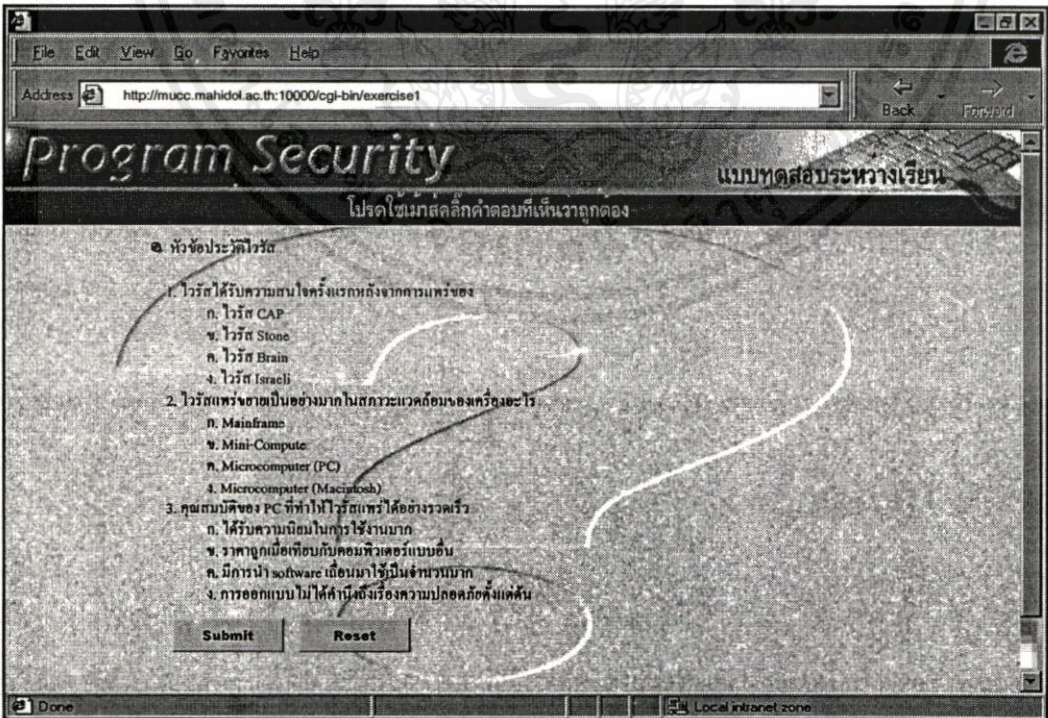 File Edit View Go Favorites Help
Address http://mucc.mahidol.ac.th:10000/cgi-bin/exercise1 Back Forward
Program Security
แบบทดสอบระหว่างเรียน
โปรดใช้เมาส์คลิ๊กคำตอบที่เห็นว่าถูกต้อง
หัวข้อประวัติไวรัส
1. ไวรัสได้รับความสนใจครั้งแรกหลังจากการแพร่ของ
ก. ไวรัส CAP
ข. ไวรัส Stone
ค. ไวรัส Brain
ง. ไวรัส Israeli
2. ไวรัสแพร่ขยายเป็นอย่างมากในสภาวะแวดล้อมของเครื่องอะไร
ก. Mainframe
ข. Mini-Compute
ค. Microcomputer (PC)
ง. Microcomputer (Macintosh)
3. คุณสมบัติของ PC ที่ทำให้ไวรัสแพร่ได้อย่างรวดเร็ว
ก. ได้รับความนิยมในการใช้งานมาก
ข. ราคาถูกเมื่อเทียบกับคอมพิวเตอร์แบบอื่น
ค. มีการนำ software เถื่อนมาใช้เป็นจำนวนมาก
ง. การออกแบบไม่ได้คำนึงถึงเรื่องความปลอดภัยตั้งแต่ต้น
Submit Reset
Done Local intranet zone